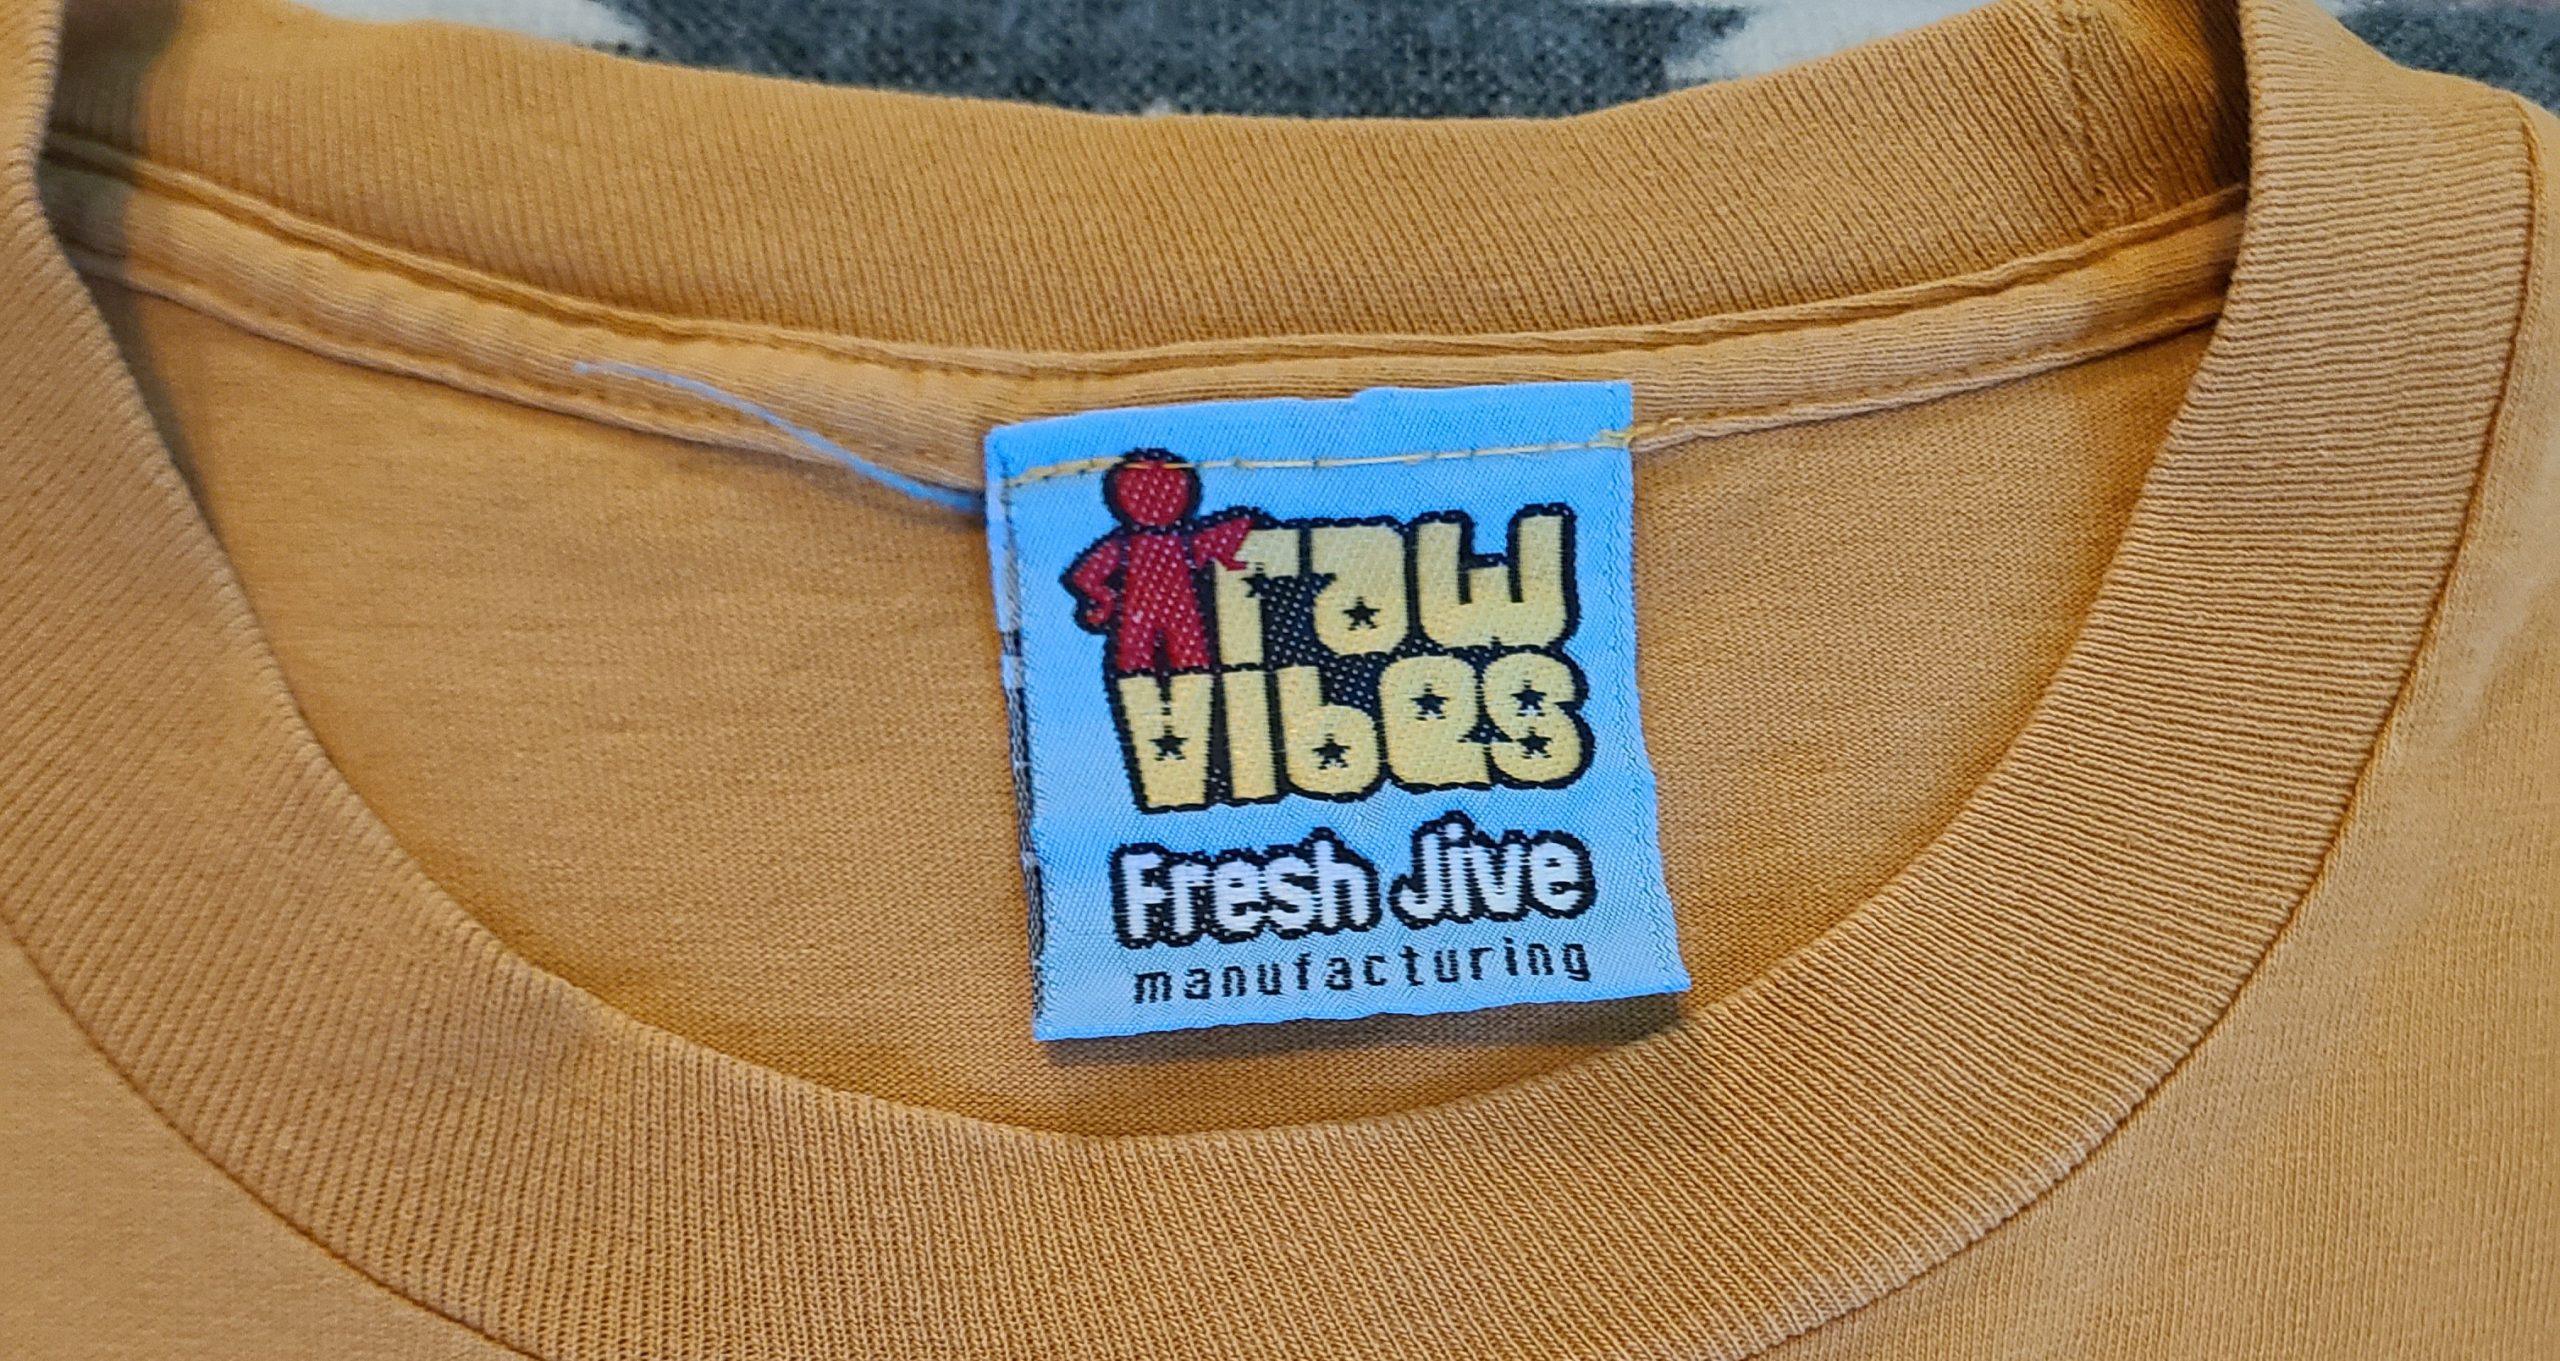 raw
vibes
Fresh Jive
manufacturing